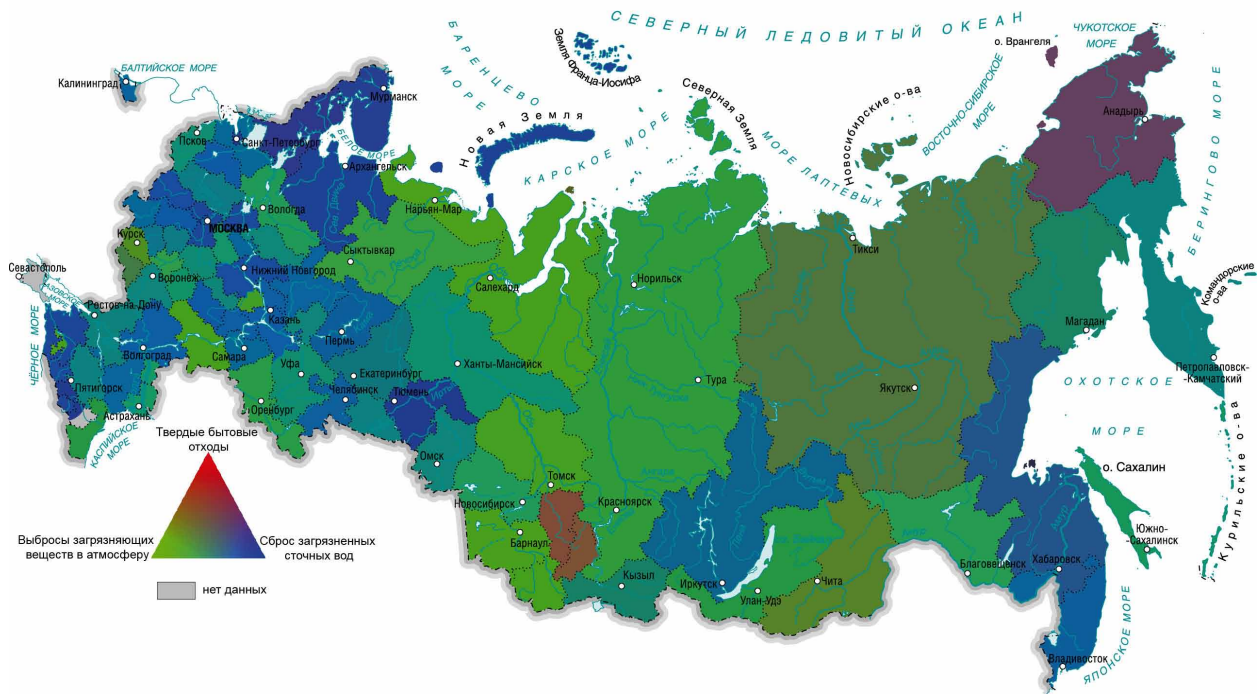 СЕВЕРНЫЙ ЛЕДОВИТЫЙ ОКЕАН
ЧУКОТСКОЕ
МОРЕ
о. Врангеля
БАРЕНЦЕВО
МОРЕ
Земля Франца-Иосифа
БАЛТИЙСКОЕ МОРЕ
Калининград
Мурманск
Северная Земля
Новосибирские о-ва
ВОСТОЧНО-СИБИРСКОЕ
МОРЕ
Анадырь
БЕРИНГОВО МОРЕ
Новая Земля
КАРСКОЕ МОРЕ
МОРЕ ЛАПТЕВЫХ
Псков
Санкт-Петербург
БЕЛОЕ МОРЕ
Архангельск
Вологда
Нарьян-Мар
МОСКВА
Курск
Сыктывкар
Тикси
Севастополь
АЗОВСКОЕ
МОРЕ
Воронеж
Нижний Новгород
Салехард
Норильск
Командорские
о-ва
Ростов-на-Дону
Казань
Магадан
ЧЁРНОЕ МОРЕ
Волгоград
Самара
Пермь
Ханты-Мансийск
Петропавловск
-Камчатский
Пятигорск
Уфа
Екатеринбург
Челябинск
Тюмень
Тура
Якутск
ОХОТСКОЕ
МОРЕ
Астрахань
Оренбург
КАСПИЙСКОЕ
МОРЕ
Твердые бытовые
отходы
Омск
Томск
Ангара
о. Сахалин
Курильские о-ва
Новосибирск
Красноярск
Выбросы загрязняющих
веществ в атмосферу
Сброс загрязненных
сточных вод
Барнаул
Амур
Южно-
-Сахалинск
нет данных
Кызыл
Иркутск
Улан-Удэ
Чита
Благовещенск
Хабаровск
ЯПОНСКОЕ МОРЕ
Владивосток